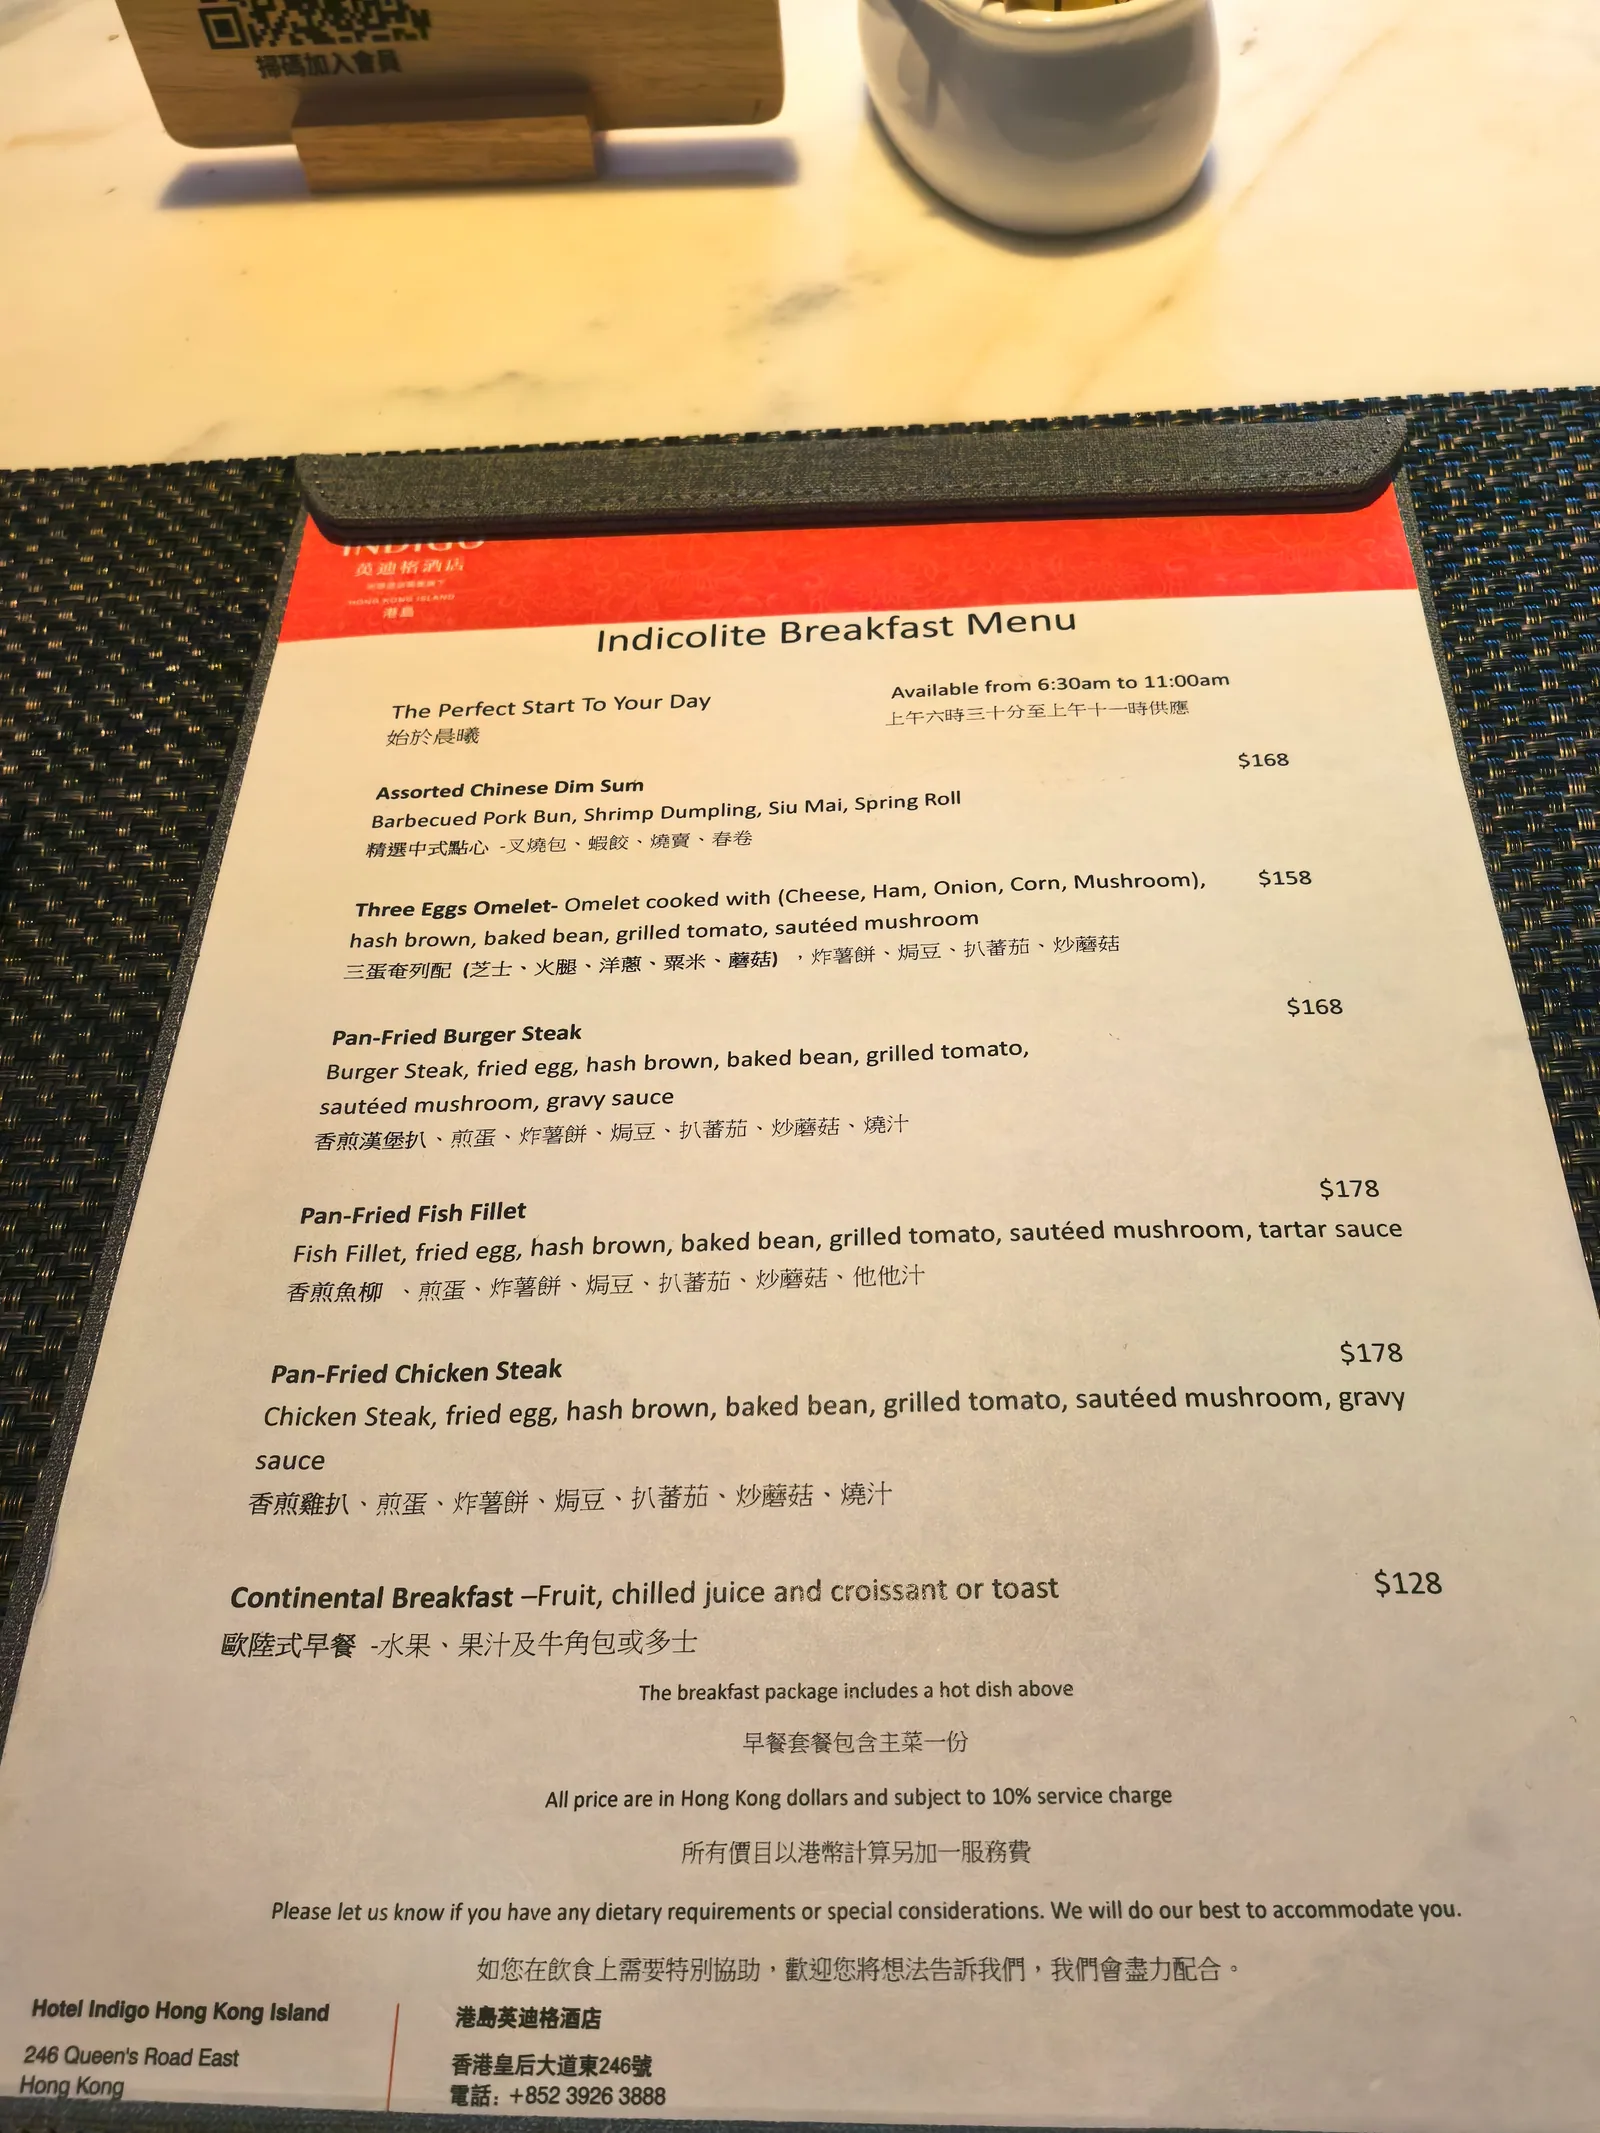 掃碼加入會員
INDIGO
英迪格酒店
HONG KONG ISLAND
港島
Indicolite Breakfast Menu
The Perfect Start To Your Day
始於晨曦
Available from 6:30am to 11:00am
上午六時三十分至上午十一時供應
Assorted Chinese Dim Sum $168
Barbecued Pork Bun, Shrimp Dumpling, Siu Mai, Spring Roll
精選中式點心 -叉燒包、蝦餃、燒賣、春卷
Three Eggs Omelet- Omelet cooked with (Cheese, Ham, Onion, Corn, Mushroom), $158
hash brown, baked bean, grilled tomato, sautéed mushroom
三蛋奄列配 (芝士、火腿、洋蔥、粟米、蘑菇) ，炸薯餅、焗豆、扒蕃茄、炒蘑菇
Pan-Fried Burger Steak $168
Burger Steak, fried egg, hash brown, baked bean, grilled tomato,
sautéed mushroom, gravy sauce
香煎漢堡扒、煎蛋、炸薯餅、焗豆、扒蕃茄、炒蘑菇、燒汁
Pan-Fried Fish Fillet $178
Fish Fillet, fried egg, hash brown, baked bean, grilled tomato, sautéed mushroom, tartar sauce
香煎魚柳 、煎蛋、炸薯餅、焗豆、扒蕃茄、炒蘑菇、他他汁
Pan-Fried Chicken Steak $178
Chicken Steak, fried egg, hash brown, baked bean, grilled tomato, sautéed mushroom, gravy
sauce
香煎雞扒、煎蛋、炸薯餅、焗豆、扒蕃茄、炒蘑菇、燒汁
Continental Breakfast –Fruit, chilled juice and croissant or toast $128
歐陸式早餐 -水果、果汁及牛角包或多士
The breakfast package includes a hot dish above
早餐套餐包含主菜一份
All price are in Hong Kong dollars and subject to 10% service charge
所有價目以港幣計算另加一服務費
Please let us know if you have any dietary requirements or special considerations. We will do our best to accommodate you.
如您在飲食上需要特別協助，歡迎您將想法告訴我們，我們會盡力配合。
Hotel Indigo Hong Kong Island
246 Queen's Road East
Hong Kong
港島英迪格酒店
香港皇后大道東246號
電話: +852 3926 3888